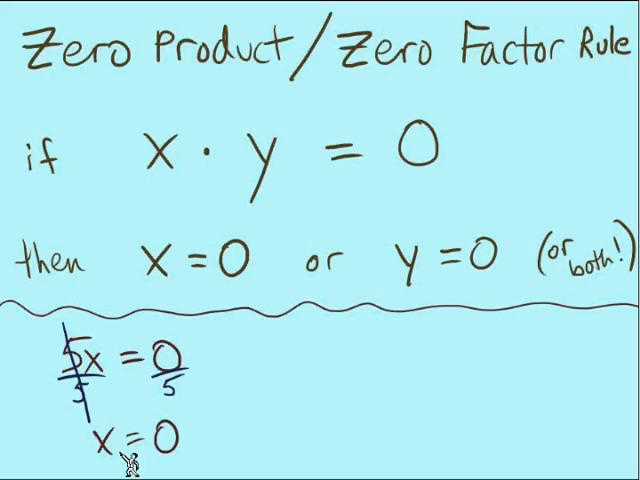 Zero Product/Zero Factor Rule
if x · y = 0
then x = 0 or y = 0 (or both!)
5x = 0
5 5
x = 0